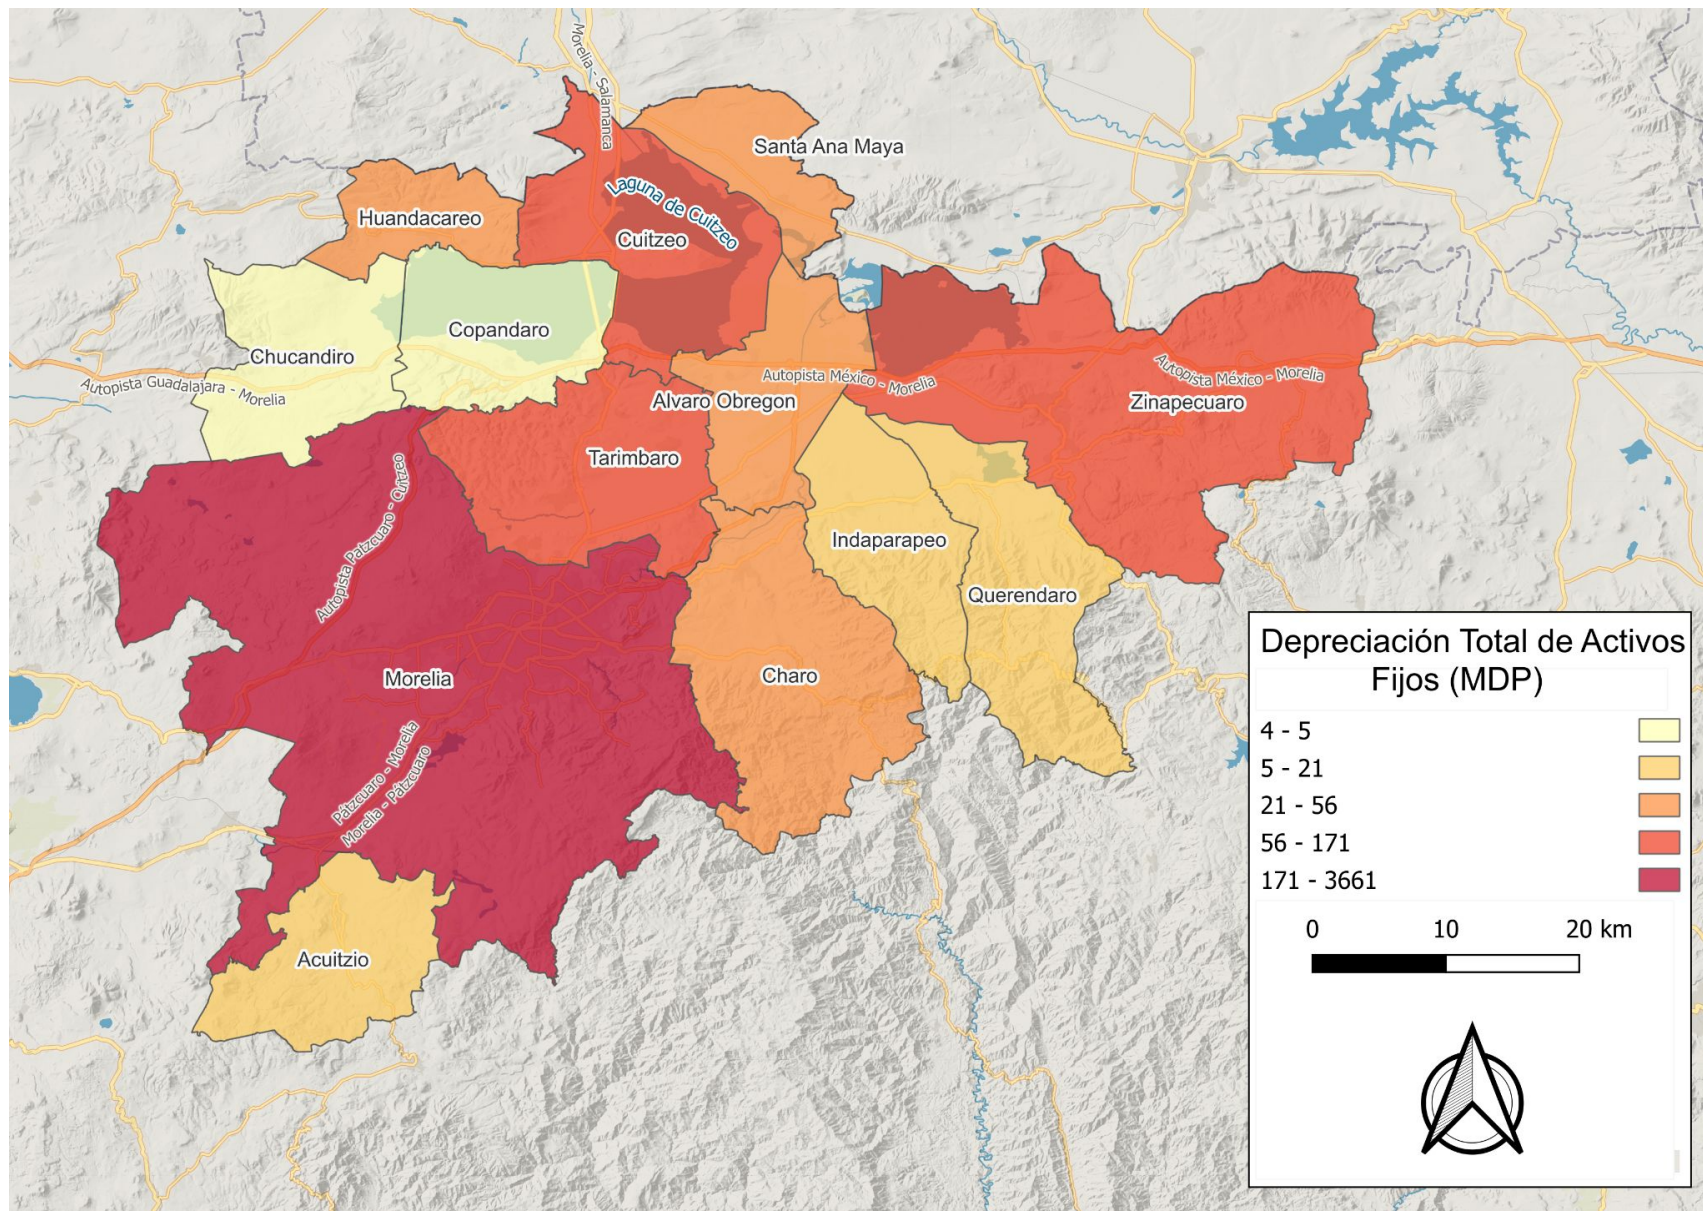 Morelia - Salamanca
Santa Ana Maya
Laguna de Cuitzeo
Huandacareo
Cuitzeo
Copandaro
Chucandiro
Autopista Guadalajara - Morelia
Autopista México - Morelia
Autopista México - Morelia
Alvaro Obregon
Zinapecuaro
Tarimbaro
Autopista Patzcuaro - Cuizeo
Indaparapeo
Querendaro
Morelia
Charo
Pátzcuaro - Morelia
Morelia - Pátzcuaro
Acuitzio
Depreciación Total de Activos
Fijos (MDP)
4 - 5
5 - 21
21 - 56
56 - 171
171 - 3661
0 10 20 km